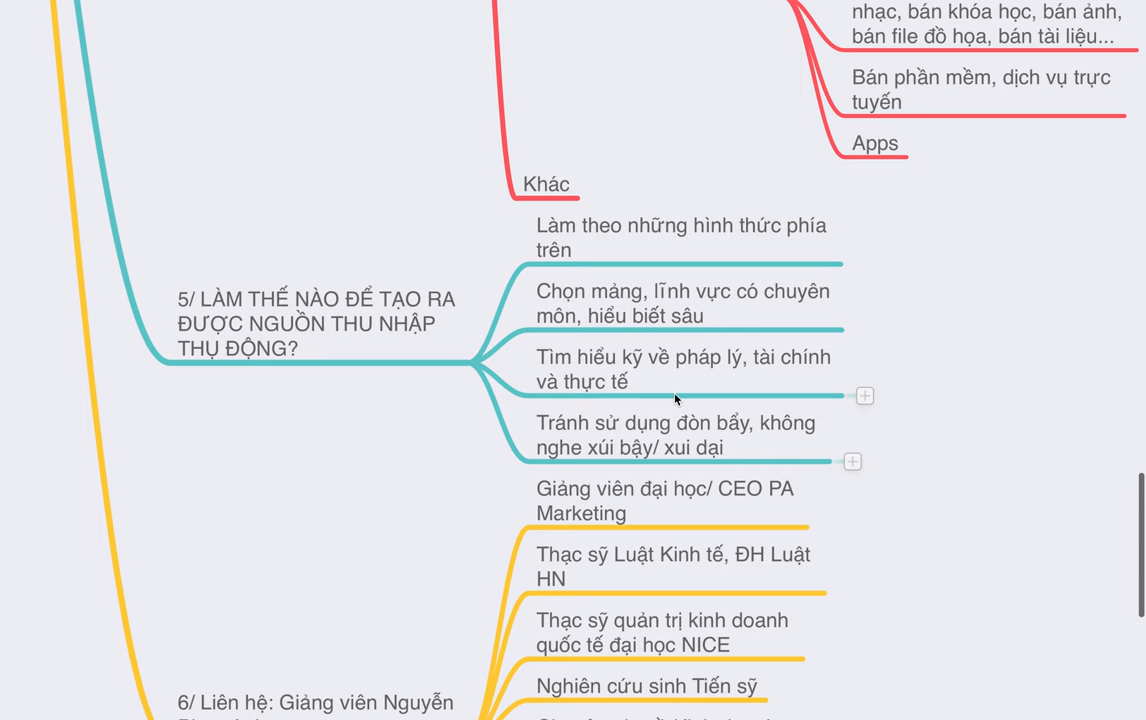 nhạc, bán khóa học, bán ảnh,
bán file đồ họa, bán tài liệu...
Bán phần mềm, dịch vụ trực
tuyến
Apps
Khác
5/ LÀM THẾ NÀO ĐỂ TẠO RA
ĐƯỢC NGUỒN THU NHẬP
THỤ ĐỘNG?
Làm theo những hình thức phía
trên
Chọn mảng, lĩnh vực có chuyên
môn, hiểu biết sâu
Tìm hiểu kỹ về pháp lý, tài chính
và thực tế
Tránh sử dụng đòn bẩy, không
nghe xúi bậy/ xui dại
6/ Liên hệ: Giảng viên Nguyễn
Giảng viên đại học/ CEO PA
Marketing
Thạc sỹ Luật Kinh tế, ĐH Luật
HN
Thạc sỹ quản trị kinh doanh
quốc tế đại học NICE
Nghiên cứu sinh Tiến sỹ